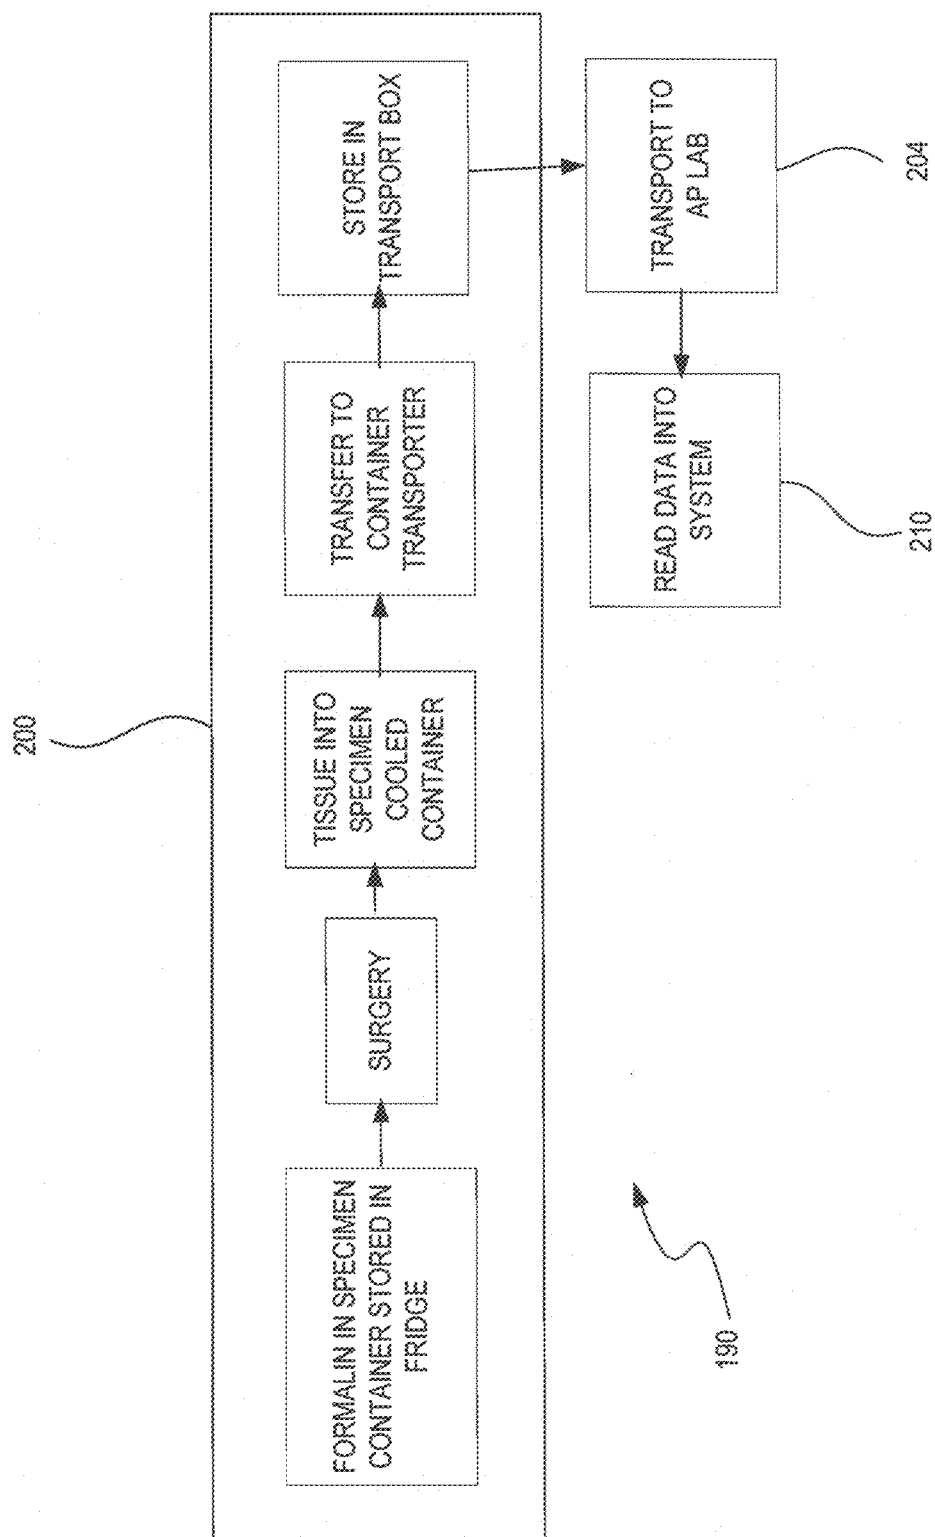 200
FORMALIN IN SPECIMEN
CONTAINER STORED IN
FRIDGE
SURGERY
TISSUE INTO
SPECIMEN
COOLED
CONTAINER
TRANSFER TO
CONTAINER
TRANSPORTER
STORE IN
TRANSPORT BOX
TRANSPORT TO
AP LAB
204
READ DATA INTO
SYSTEM
210
190